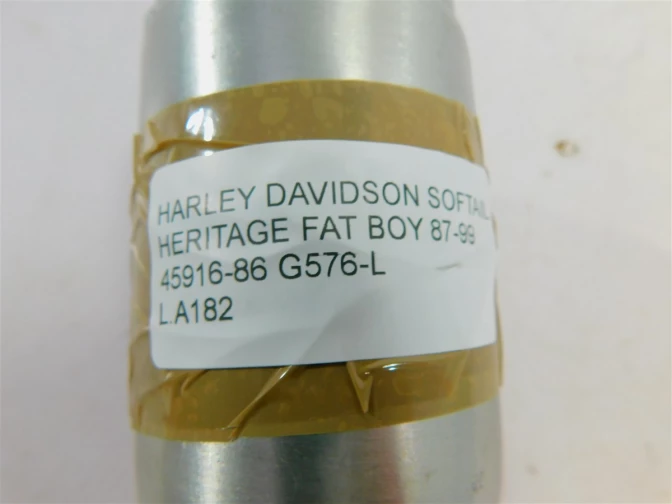 HARLEY DAVIDSON SOFTAIL
HERITAGE FAT BOY 87-99
45916-86 G576-L
L.A182